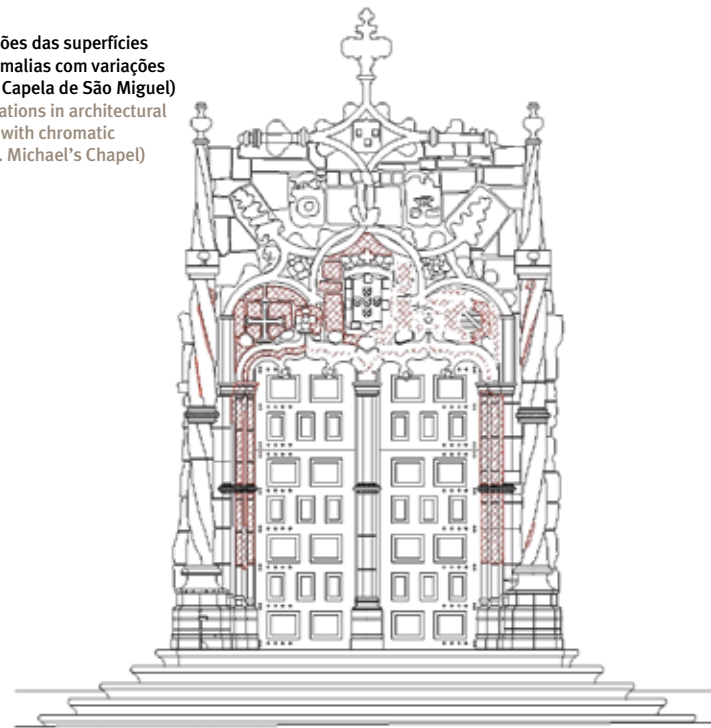 ões das superfícies
malias com variações
Capela de São Miguel)
ations in architectural
with chromatic
. Michael's Chapel)